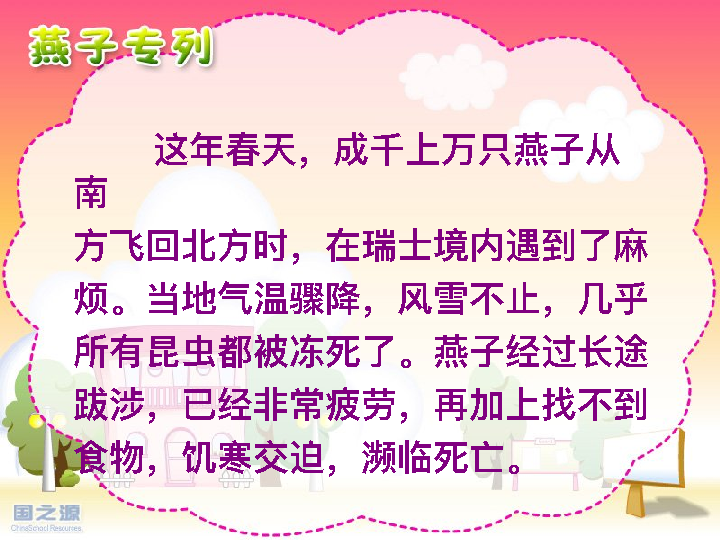 燕子专列
这年春天，成千上万只燕子从
南
方飞回北方时，在瑞士境内遇到了麻
烦。当地气温骤降，风雪不止，几乎
所有昆虫都被冻死了。燕子经过长途
跋涉，已经非常疲劳，再加上找不到
食物，饥寒交迫，濒临死亡。
国之源
ChinaSchool Resources